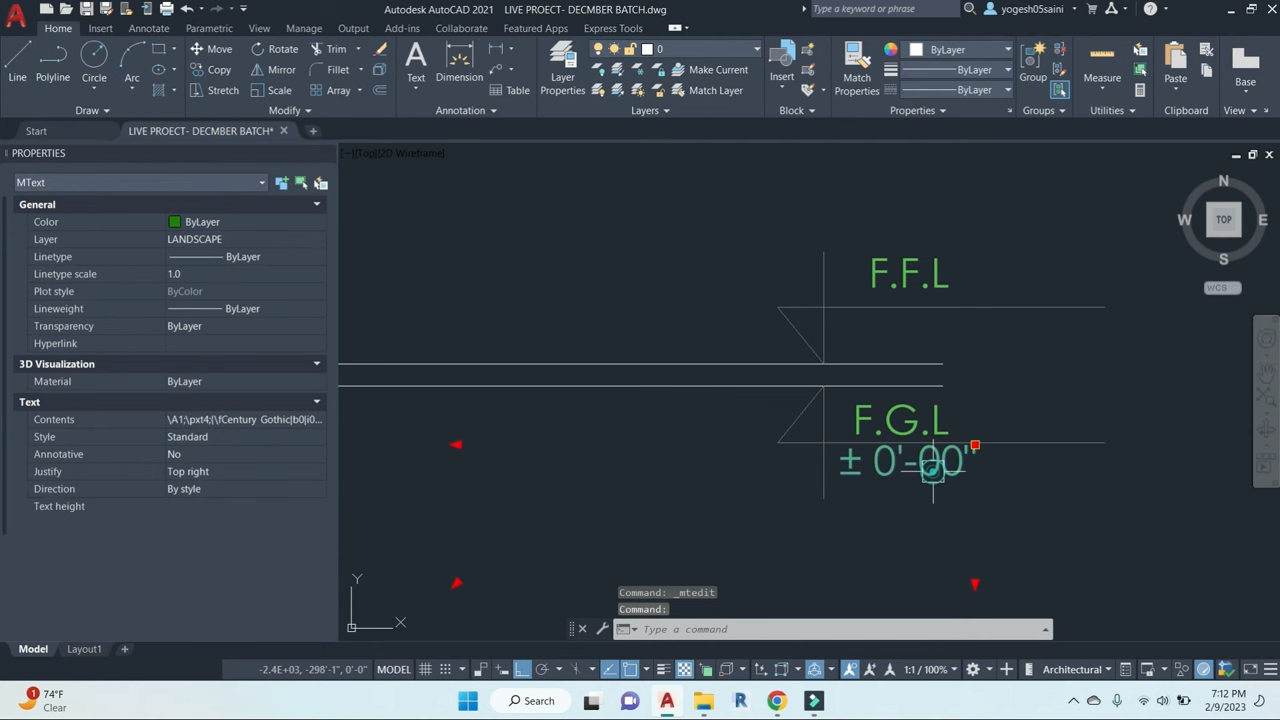 Autodesk AutoCAD 2021 LIVE PROECT- DECMBER BATCH.dwg
Type a keyword or phrase
yogesh05saini
Home Insert Annotate Parametric View Manage Output Add-ins Collaborate Featured Apps Express Tools
Line Polyline Circle Arc
Move Rotate Trim
Copy Mirror Fillet
Stretch Scale Array
Text Dimension Table
Layer Properties
0
Make Current
Match Layer
Insert
Match Properties
ByLayer
ByLayer
ByLayer
Group
Measure
Paste
Base
Draw Modify Annotation Layers Block Properties Groups Utilities Clipboard View
Start LIVE PROECT- DECMBER BATCH*
PROPERTIES
[−][Top][2D Wireframe]
MText
General
Color ByLayer
Layer LANDSCAPE
Linetype ByLayer
Linetype scale 1.0
Plot style ByColor
Lineweight ByLayer
Transparency ByLayer
Hyperlink
3D Visualization
Material ByLayer
Text
Contents \A1;\pxt4;{\fCentury Gothic|b0|i0...
Style Standard
Annotative No
Justify Top right
Direction By style
Text height
N
W TOP E
S
WCS
F.F.L
F.G.L
± 0'-00"
Y
X
Command: _mtedit
Command:
Type a command
Model Layout1
-2.4E+03, -298'-1", 0'-0" MODEL
1:1 / 100%
Architectural
1
74°F
Clear
Search
7:12 PM
2/9/2023